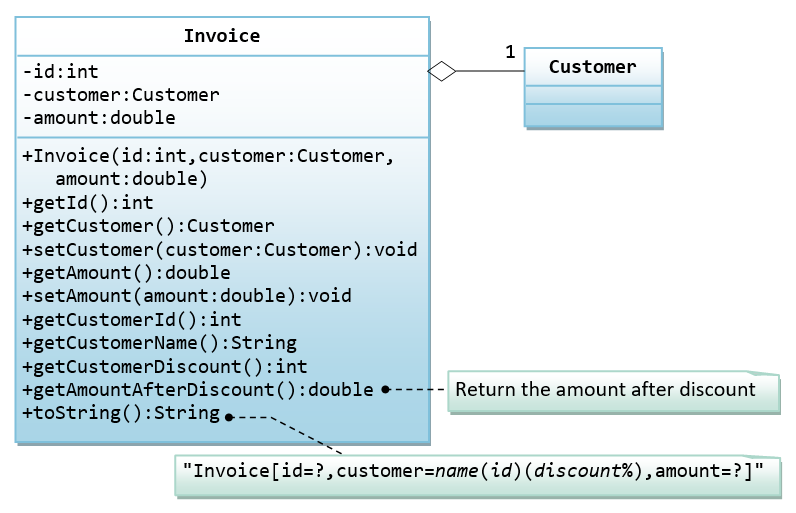 Invoice
-id:int
-customer:Customer
-amount:double
+Invoice(id:int,customer:Customer,
amount:double)
+getId():int
+getCustomer():Customer
+setCustomer(customer:Customer):void
+getAmount():double
+setAmount(amount:double):void
+getCustomerId():int
+getCustomerName():String
+getCustomerDiscount():int
+getAmountAfterDiscount():double
+toString():String
1
Customer
Return the amount after discount
"Invoice[id=?,customer=name(id)(discount%),amount=?]"